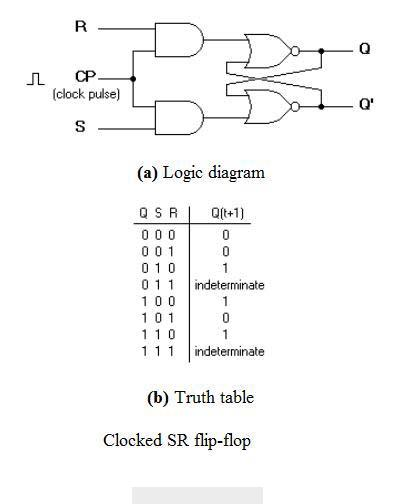 R
Q
CP
(clock pulse)
Q'
S
(a) Logic diagram
Q S R Q(t+1)
0 0 0 0
0 0 1 0
0 1 0 1
0 1 1 indeterminate
1 0 0 1
1 0 1 0
1 1 0 1
1 1 1 indeterminate
(b) Truth table
Clocked SR flip-flop